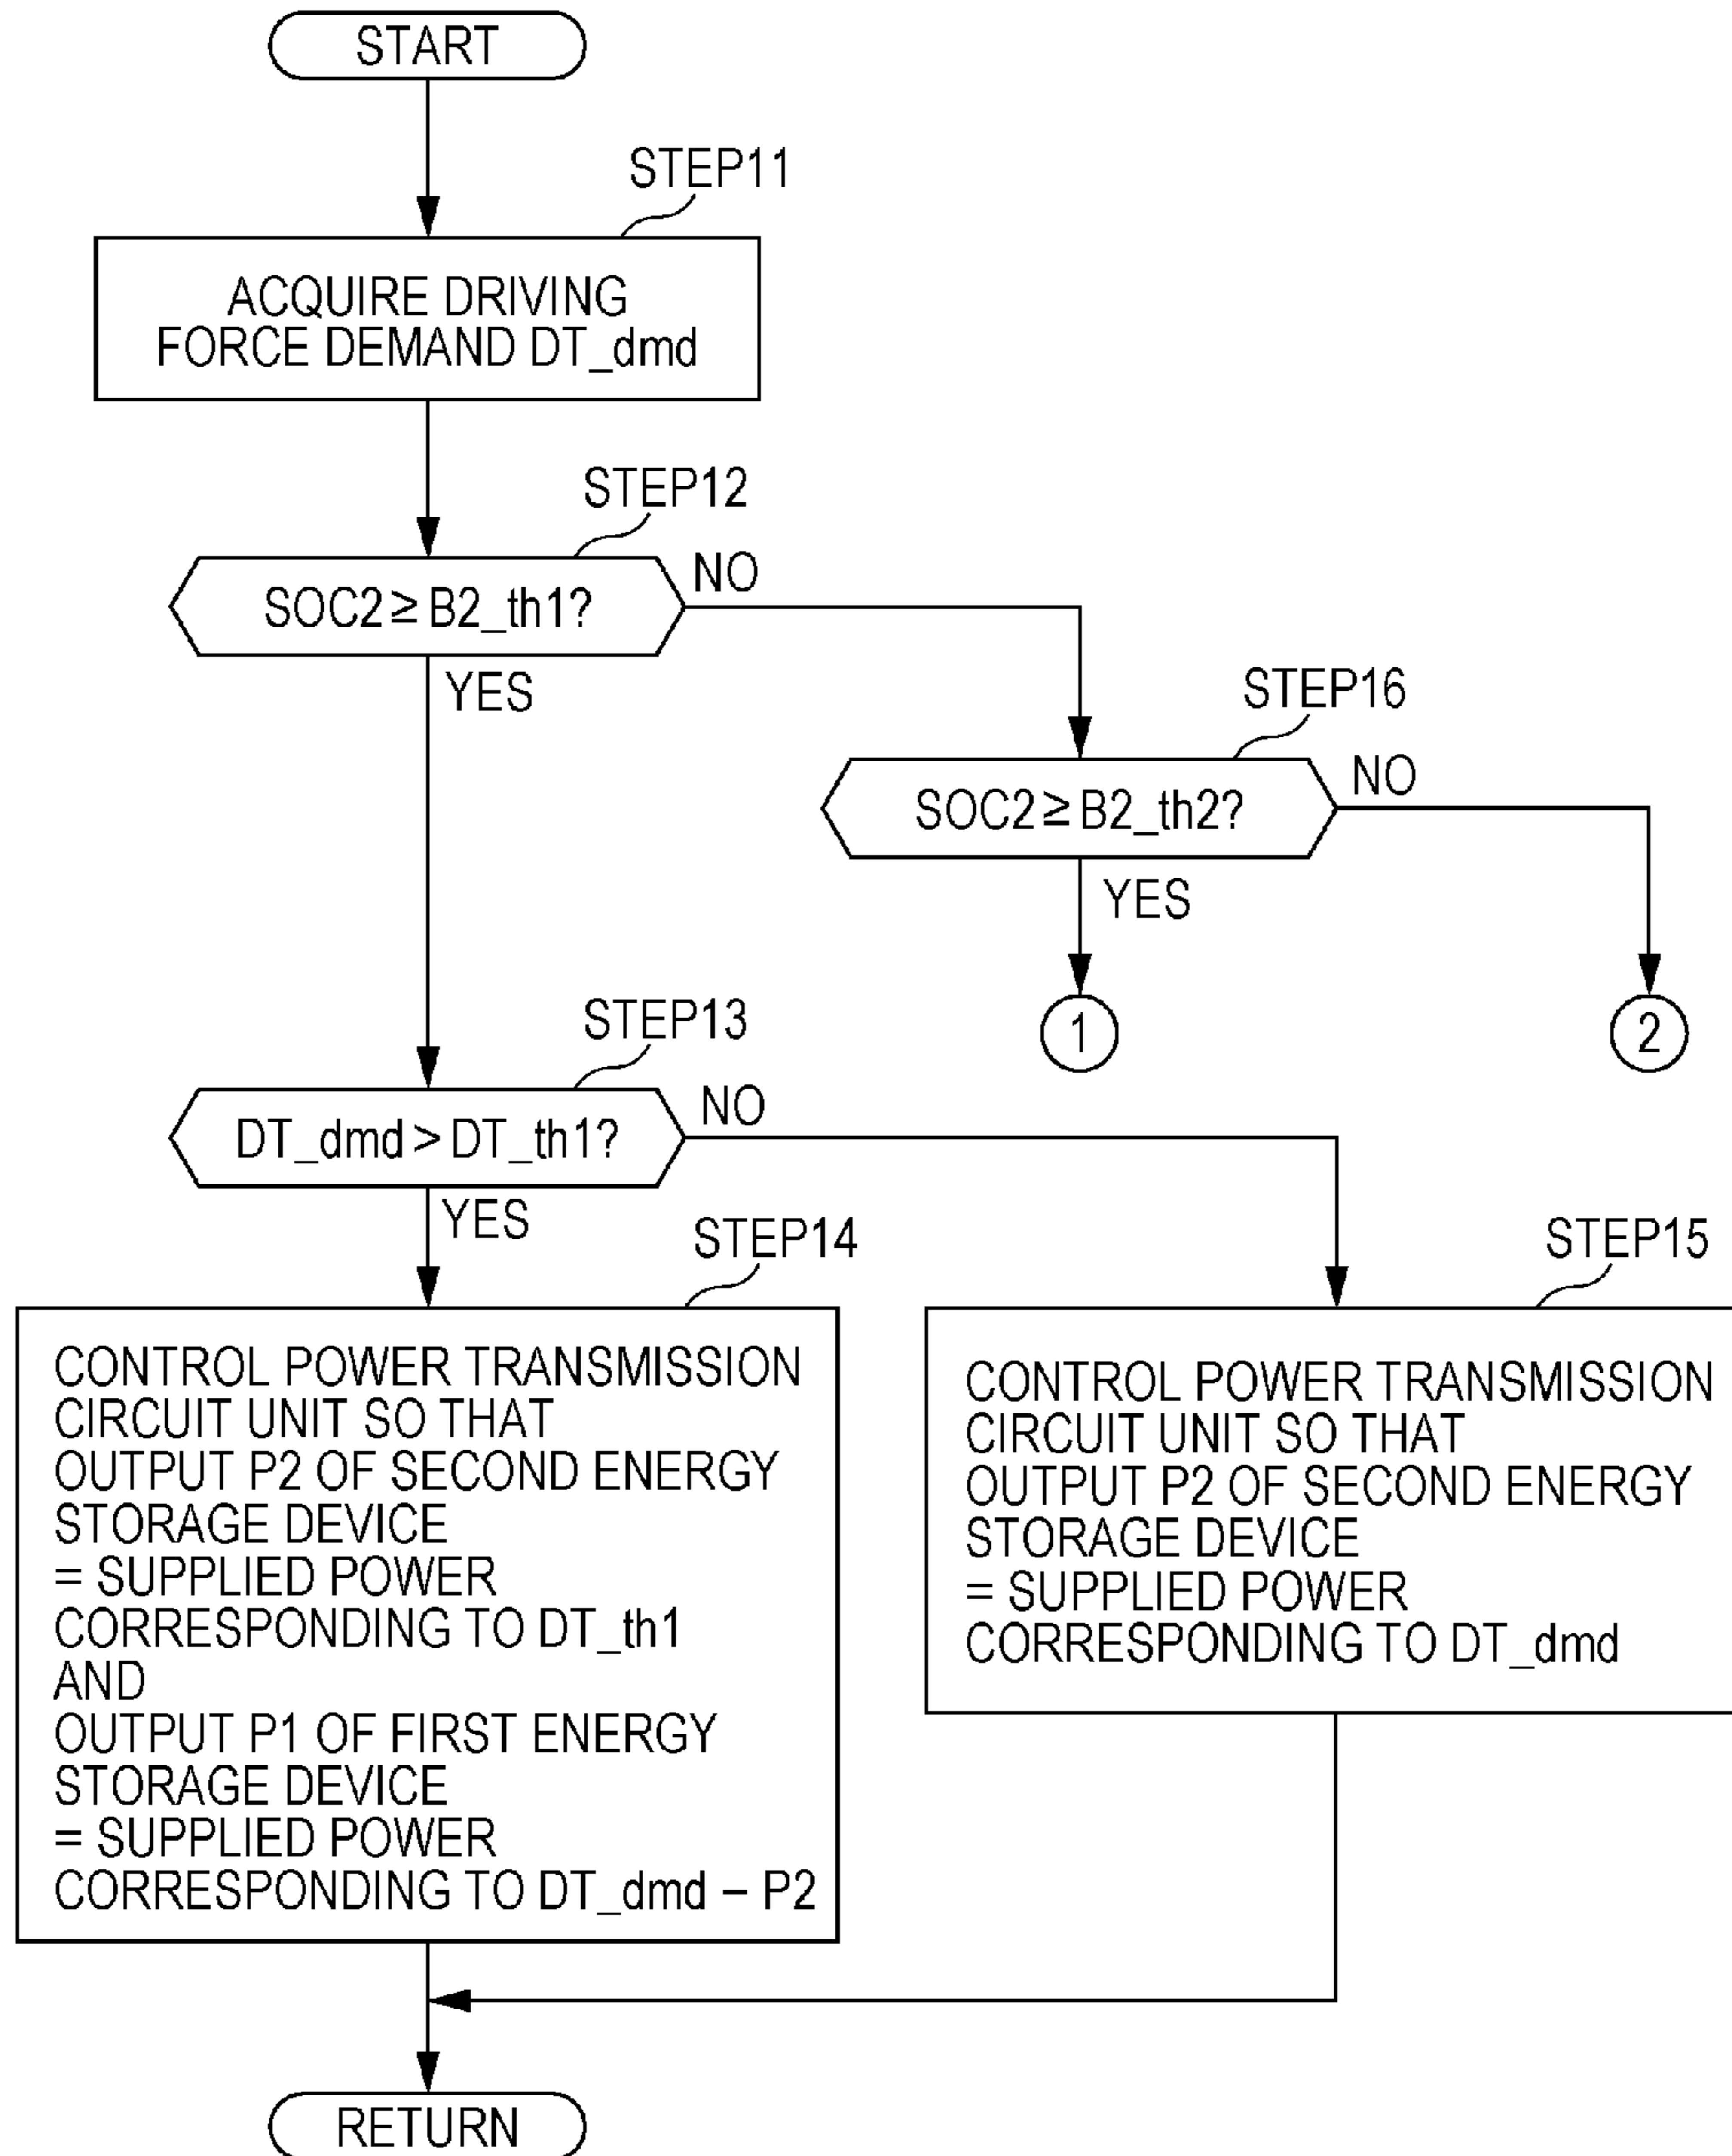 START
STEP11
ACQUIRE DRIVING
FORCE DEMAND DT_dmd
STEP12
SOC2≥B2_th1?
NO
YES
STEP16
SOC2≥B2_th2?
NO
YES
1
2
STEP13
DT_dmd>DT_th1?
NO
YES
STEP14
CONTROL POWER TRANSMISSION
CIRCUIT UNIT SO THAT
OUTPUT P2 OF SECOND ENERGY
STORAGE DEVICE
= SUPPLIED POWER
CORRESPONDING TO DT_th1
AND
OUTPUT P1 OF FIRST ENERGY
STORAGE DEVICE
= SUPPLIED POWER
CORRESPONDING TO DT_dmd – P2
STEP15
CONTROL POWER TRANSMISSION
CIRCUIT UNIT SO THAT
OUTPUT P2 OF SECOND ENERGY
STORAGE DEVICE
= SUPPLIED POWER
CORRESPONDING TO DT_dmd
RETURN